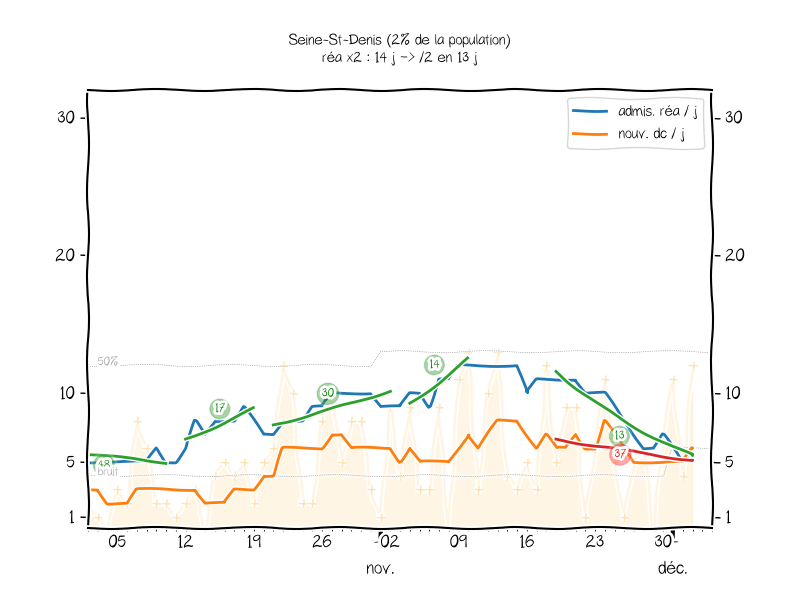 Seine-St-Denis (2% de la population)
réa x2 : 14 j -> /2 en 13 j
admis. réa / j
nouv. dc / j
30
30
20
20
50%
14
10
30
10
17
13
48
37
5
5
bruit
1
1
05 12 19 26 02 09 16 23 30
nov. déc.